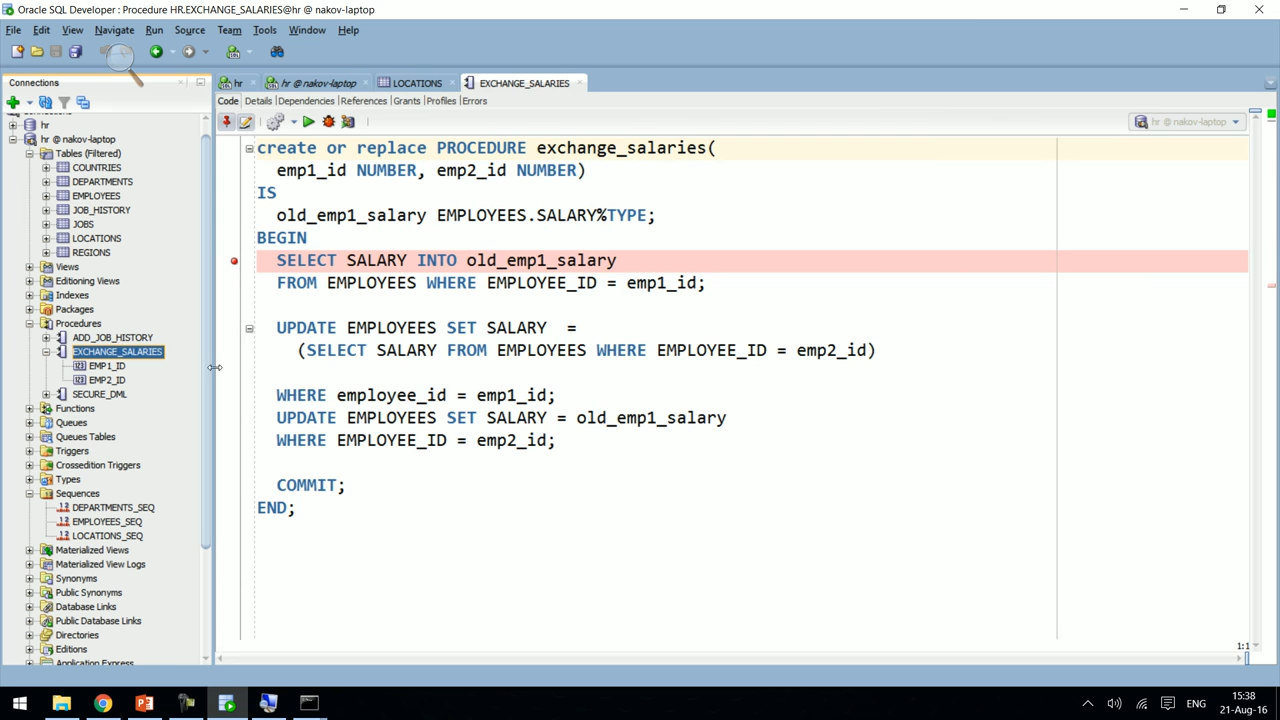 Oracle SQL Developer : Procedure HR.EXCHANGE_SALARIES@hr @ nakov-laptop
File Edit View Navigate Run Source Team Tools Window Help
Connections
hr
hr @ nakov-laptop
Tables (Filtered)
COUNTRIES
DEPARTMENTS
EMPLOYEES
JOB_HISTORY
JOBS
LOCATIONS
REGIONS
Views
Editioning Views
Indexes
Packages
Procedures
ADD_JOB_HISTORY
EXCHANGE_SALARIES
EMP1_ID
EMP2_ID
SECURE_DML
Functions
Queues
Queues Tables
Triggers
Crossedition Triggers
Types
Sequences
DEPARTMENTS_SEQ
EMPLOYEES_SEQ
LOCATIONS_SEQ
Materialized Views
Materialized View Logs
Synonyms
Public Synonyms
Database Links
Public Database Links
Directories
Editions
Application Express
hr hr @ nakov-laptop LOCATIONS EXCHANGE_SALARIES
Code Details Dependencies References Grants Profiles Errors
hr @ nakov-laptop
create or replace PROCEDURE exchange_salaries(
emp1_id NUMBER, emp2_id NUMBER)
IS
old_emp1_salary EMPLOYEES.SALARY%TYPE;
BEGIN
SELECT SALARY INTO old_emp1_salary
FROM EMPLOYEES WHERE EMPLOYEE_ID = emp1_id;
UPDATE EMPLOYEES SET SALARY =
(SELECT SALARY FROM EMPLOYEES WHERE EMPLOYEE_ID = emp2_id)
WHERE employee_id = emp1_id;
UPDATE EMPLOYEES SET SALARY = old_emp1_salary
WHERE EMPLOYEE_ID = emp2_id;
COMMIT;
END;
1:1
ENG
15:38
21-Aug-16